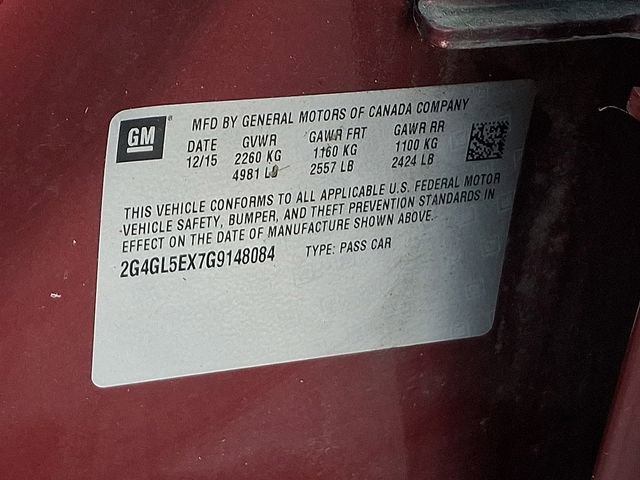 GM
MFD BY GENERAL MOTORS OF CANADA COMPANY
DATE GVWR GAWR FRT GAWR RR
12/15 2260 KG 1160 KG 1100 KG
4981 LB 2557 LB 2424 LB
THIS VEHICLE CONFORMS TO ALL APPLICABLE U.S. FEDERAL MOTOR
VEHICLE SAFETY, BUMPER, AND THEFT PREVENTION STANDARDS IN
EFFECT ON THE DATE OF MANUFACTURE SHOWN ABOVE.
2G4GL5EX7G9148084 TYPE: PASS CAR